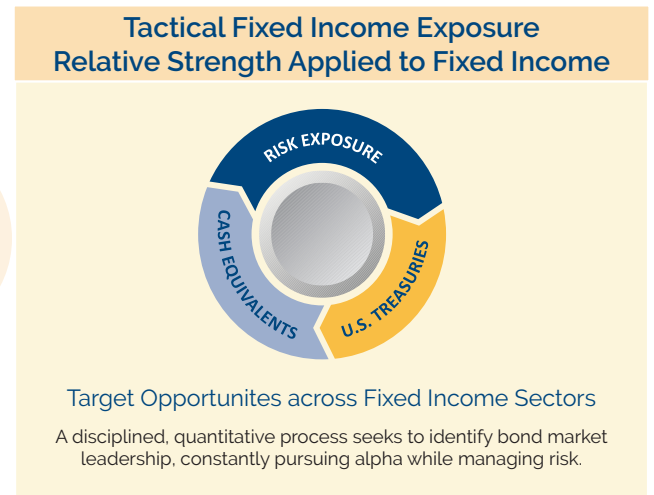 Tactical Fixed Income Exposure
Relative Strength Applied to Fixed Income
RISK EXPOSURE
CASH EQUIVALENTS
U.S. TREASURIES
Target Opportunites across Fixed Income Sectors
A disciplined, quantitative process seeks to identify bond market
leadership, constantly pursuing alpha while managing risk.